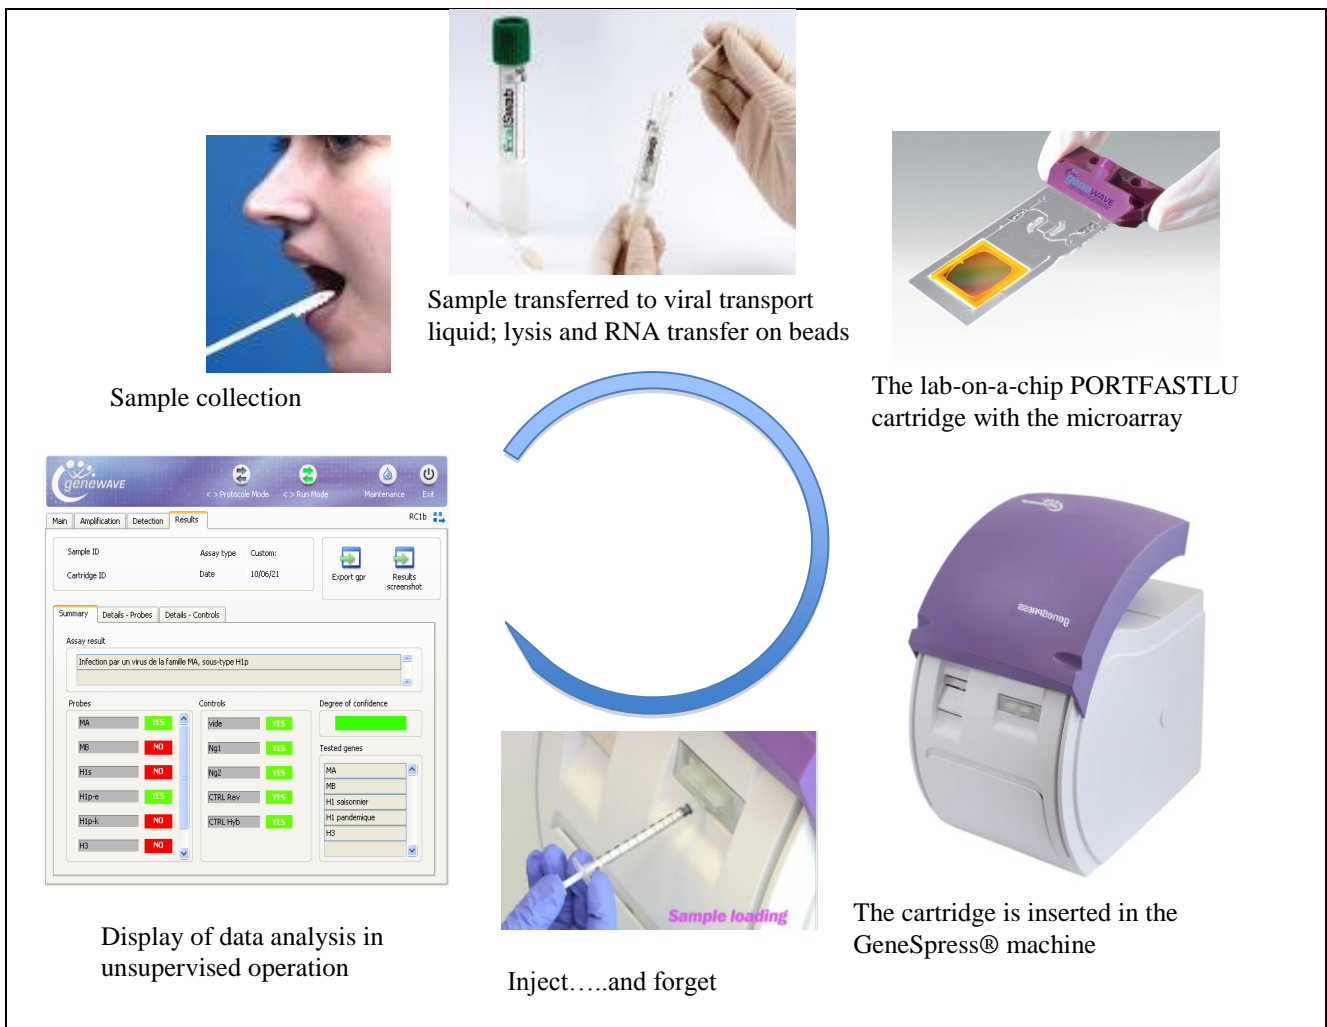 EcalSwab
Sample transferred to viral transport
liquid; lysis and RNA transfer on beads
geneWAVE
The lab-on-a-chip PORTFASTLU
cartridge with the microarray
Sample collection
genewave
< > Protocole Mode
< > Run Mode
Maintenance
Exit
Main
Amplification
Detection
Results
RC1b
Sample ID
Assay type
Custom:
Cartridge ID
Date
10/06/21
Export gpr
Results
screenshot
Summary
Details - Probes
Details - Controls
Assay result
Infection par un virus de la famille MA, sous-type H1p
Probes
MA YES
MB NO
H1s NO
H1p-e YES
H1p-k NO
H3 NO
Controls
vide YES
Ng1 YES
Ng2 YES
CTRL Rev YES
CTRL Hyb YES
Degree of confidence
Tested genes
MA
MB
H1 saisonnier
H1 pandemique
H3
geneSPRESS
Sample loading
The cartridge is inserted in the
GeneSpress® machine
Display of data analysis in
unsupervised operation
Inject…..and forget